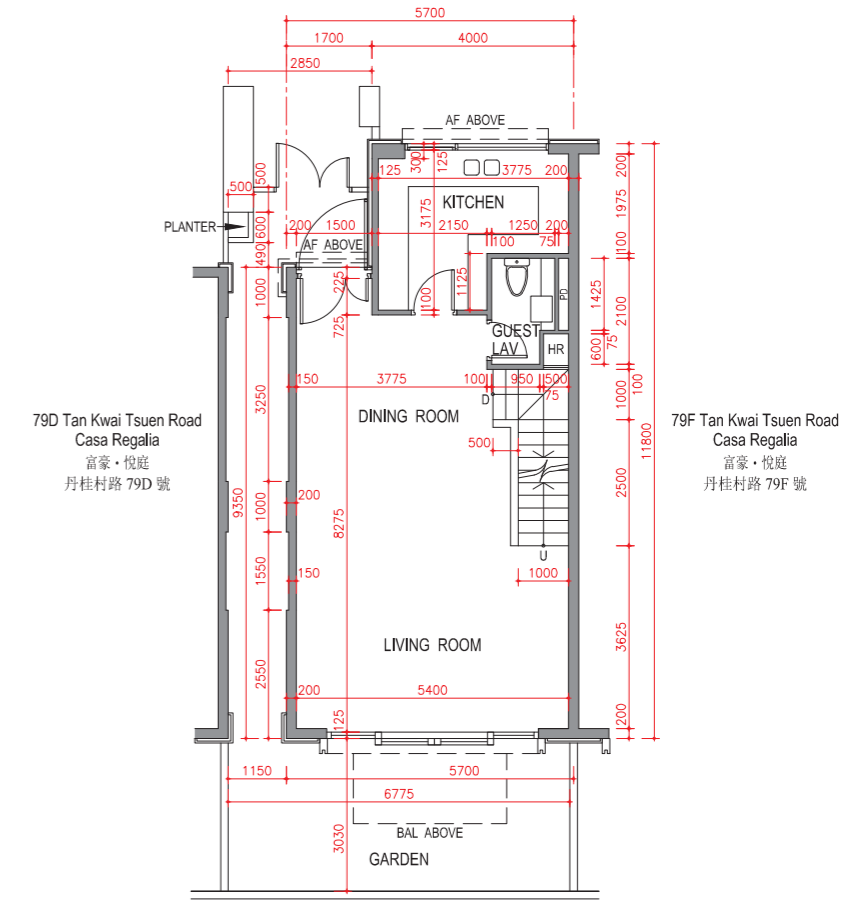 5700
1700 4000
2850
AF ABOVE
300 125
125 3775 200
200
500
500
KITCHEN
3175
1975
PLANTER
600
200 1500
2150 1250 200
AF ABOVE
100 75
100
490
225
1125
100
1000
725
PD
1425
2100
GUEST
LAV
HR
600
75
150 3775 100 950 500
75
100
1000
D
3250
DINING ROOM
79D Tan Kwai Tsuen Road
Casa Regalia
富豪・悅庭
丹桂村路 79D 號
79F Tan Kwai Tsuen Road
Casa Regalia
富豪・悅庭
丹桂村路 79F 號
500
11800
9350
1000
200
8275
2500
U
1550
150
1000
LIVING ROOM
3625
2550
200 5400
125
200
1150 5700
6775
BAL ABOVE
3030
GARDEN